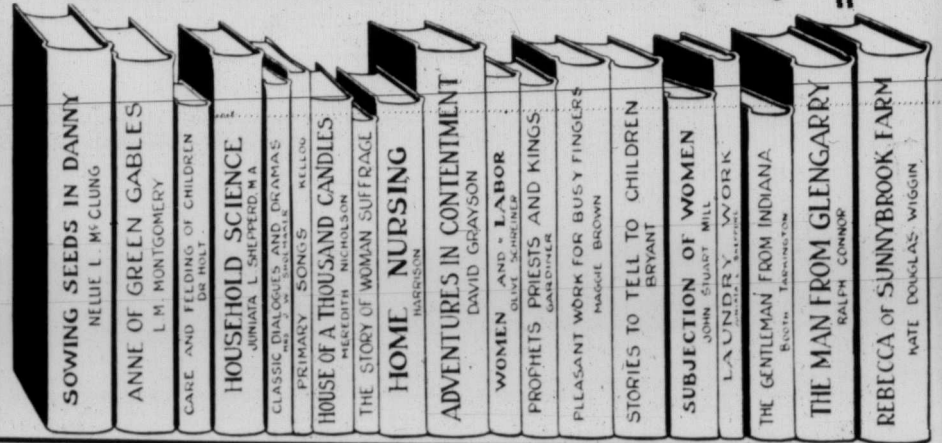 SOWING SEEDS IN DANNY
NELLIE L. McCLUNG
ANNE OF GREEN GABLES
L. M. MONTGOMERY
CARE AND FEEDING OF CHILDREN
DR HOLT
HOUSEHOLD SCIENCE
JUNIATA L. SHEPPERD, M A
CLASSIC DIALOGUES AND DRAMAS
MRS J W SHOEMAKER
PRIMARY SONGS KELLOG
HOUSE OF A THOUSAND CANDLES
MEREDITH NICHOLSON
THE STORY OF WOMAN SUFFRAGE
HOME NURSING
HARRISON
ADVENTURES IN CONTENTMENT
DAVID GRAYSON
WOMEN AND LABOR
OLIVE SCHREINER
PROPHETS PRIESTS AND KINGS
GARDINER
PLEASANT WORK FOR BUSY FINGERS
MAGGIE BROWN
STORIES TO TELL TO CHILDREN
BRYANT
SUBJECTION OF WOMEN
JOHN STUART MILL
LAUNDRY WORK
THE GENTLEMAN FROM INDIANA
BOOTH TARKINGTON
THE MAN FROM GLENGARRY
RALPH CONNOR
REBECCA OF SUNNYBROOK FARM
KATE DOUGLAS. WIGGIN